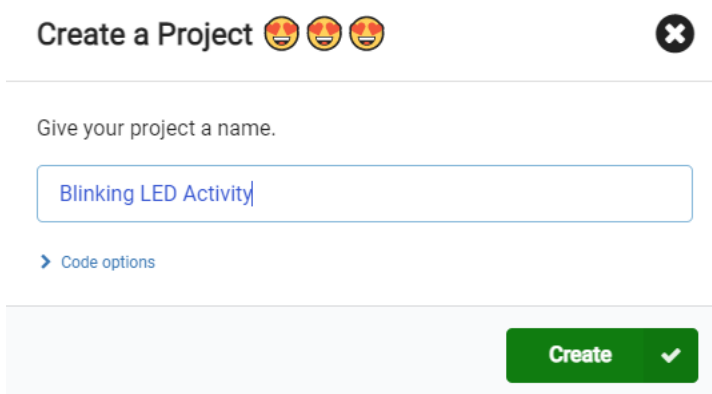 Create a Project 😍 😍 😍
Give your project a name.
Blinking LED Activity
Code options
Create